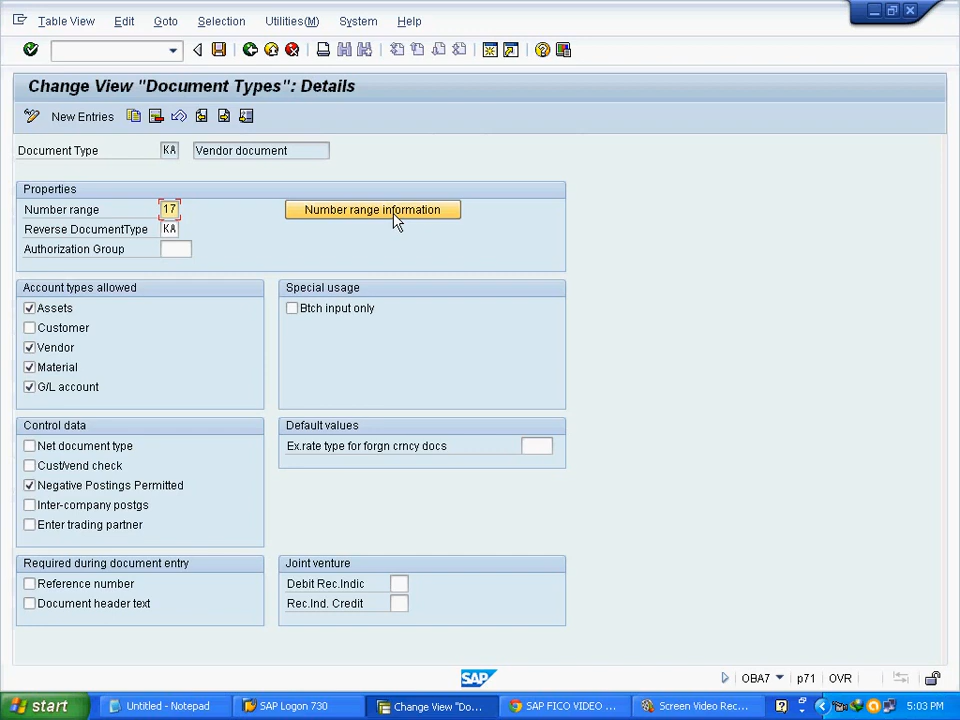 Table View Edit Goto Selection Utilities(M) System Help
Change View "Document Types": Details
New Entries
Document Type KA Vendor document
Properties
Number range 17 Number range information
Reverse DocumentType KA
Authorization Group
Account types allowed Special usage
Assets Btch input only
Customer
Vendor
Material
G/L account
Control data Default values
Net document type Ex.rate type for forgn crncy docs
Cust/vend check
Negative Postings Permitted
Inter-company postgs
Enter trading partner
Required during document entry Joint venture
Reference number Debit Rec.Indic
Document header text Rec.Ind. Credit
SAP OBA7 p71 OVR
start Untitled - Notepad SAP Logon 730 Change View "Do... SAP FICO VIDEO ... Screen Video Rec... 5:03 PM